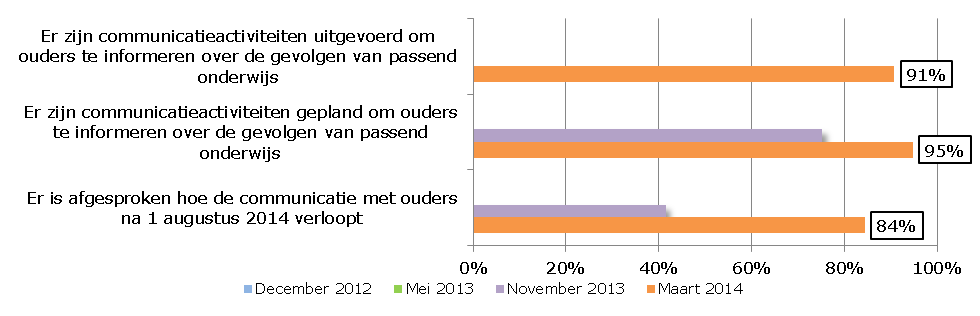 Er zijn communicatieactiviteiten uitgevoerd om
ouders te informeren over de gevolgen van passend
onderwijs
91%
Er zijn communicatieactiviteiten gepland om ouders
te informeren over de gevolgen van passend
onderwijs
95%
Er is afgesproken hoe de communicatie met ouders
na 1 augustus 2014 verloopt
84%
0% 20% 40% 60% 80% 100%
December 2012 Mei 2013 November 2013 Maart 2014